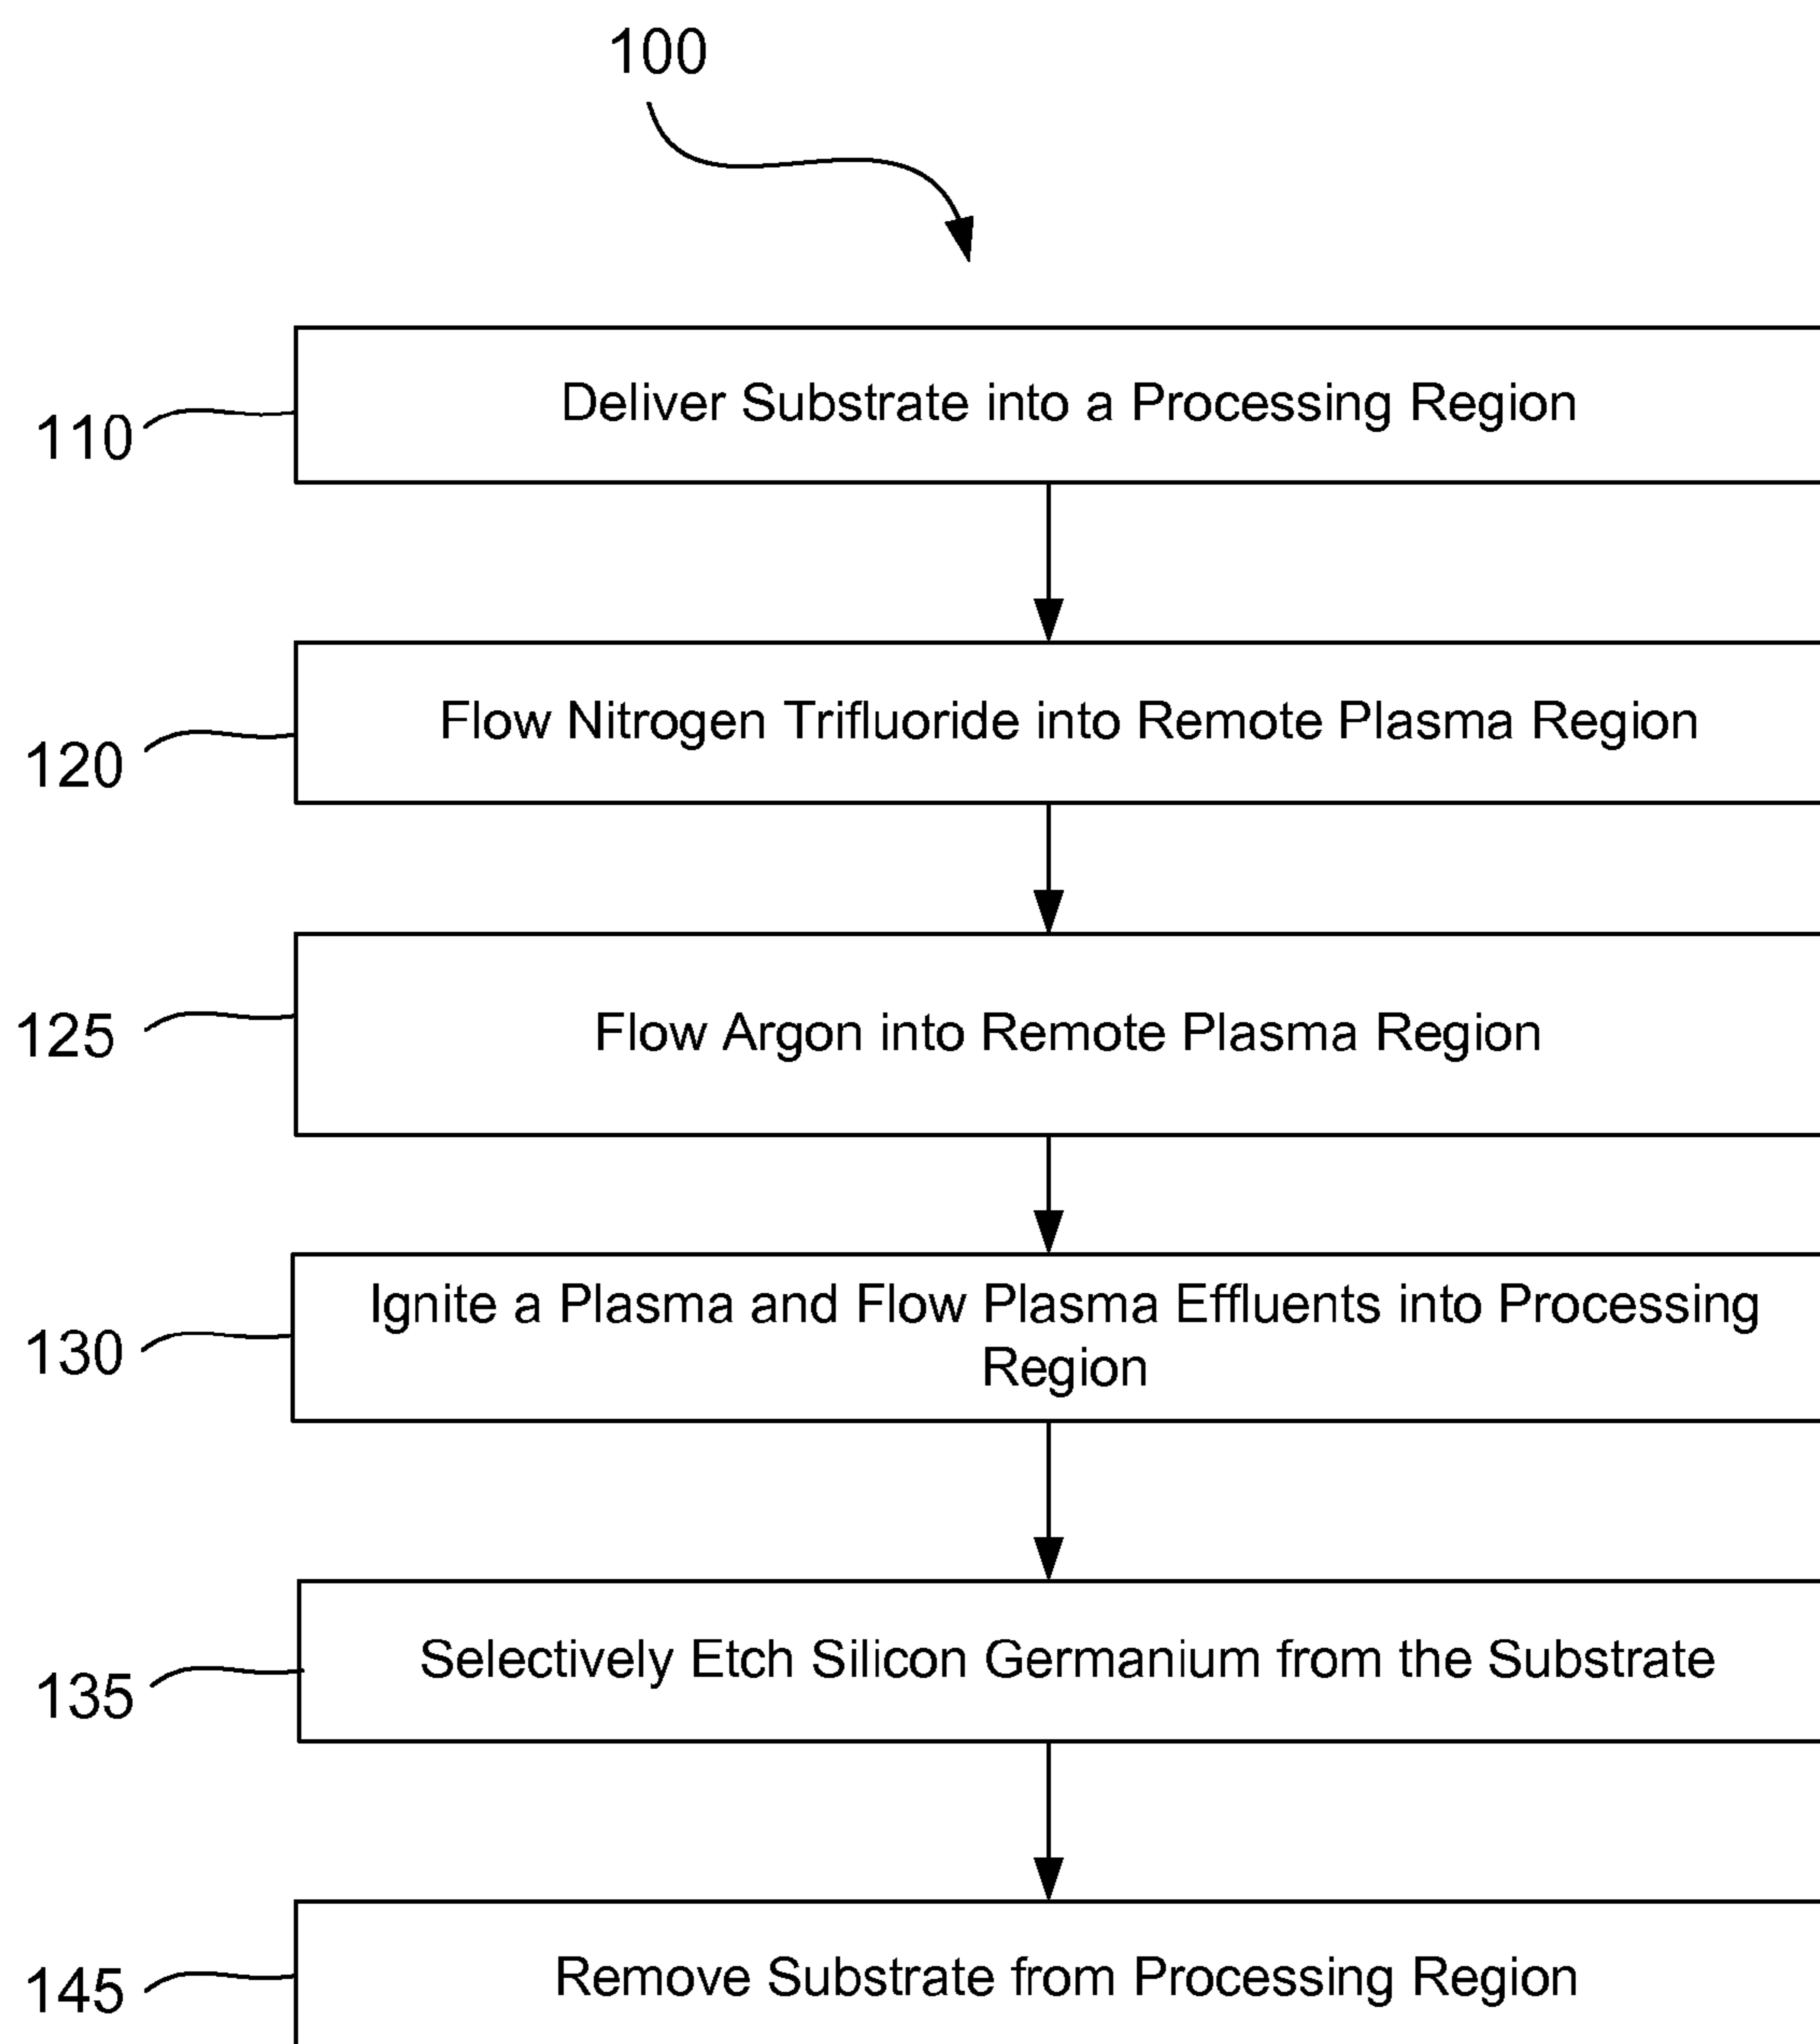 100
110
Deliver Substrate into a Processing Region
120
Flow Nitrogen Trifluoride into Remote Plasma Region
125
Flow Argon into Remote Plasma Region
130
Ignite a Plasma and Flow Plasma Effluents into Processing
Region
135
Selectively Etch Silicon Germanium from the Substrate
145
Remove Substrate from Processing Region